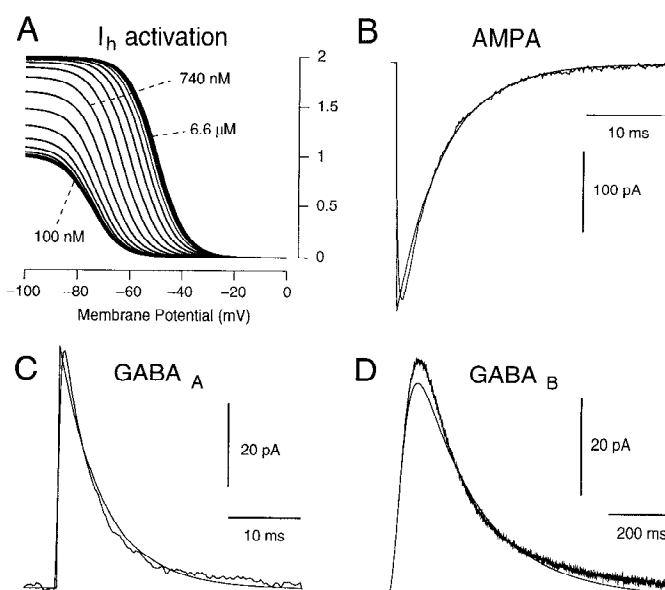 A
I h activation
2
740 nM
1.5
6.6 μM
1
0.5
100 nM
0
−100 −80 −60 −40 −20 0
Membrane Potential (mV)
B
AMPA
10 ms
100 pA
C
GABA A
20 pA
10 ms
D
GABA B
20 pA
200 ms